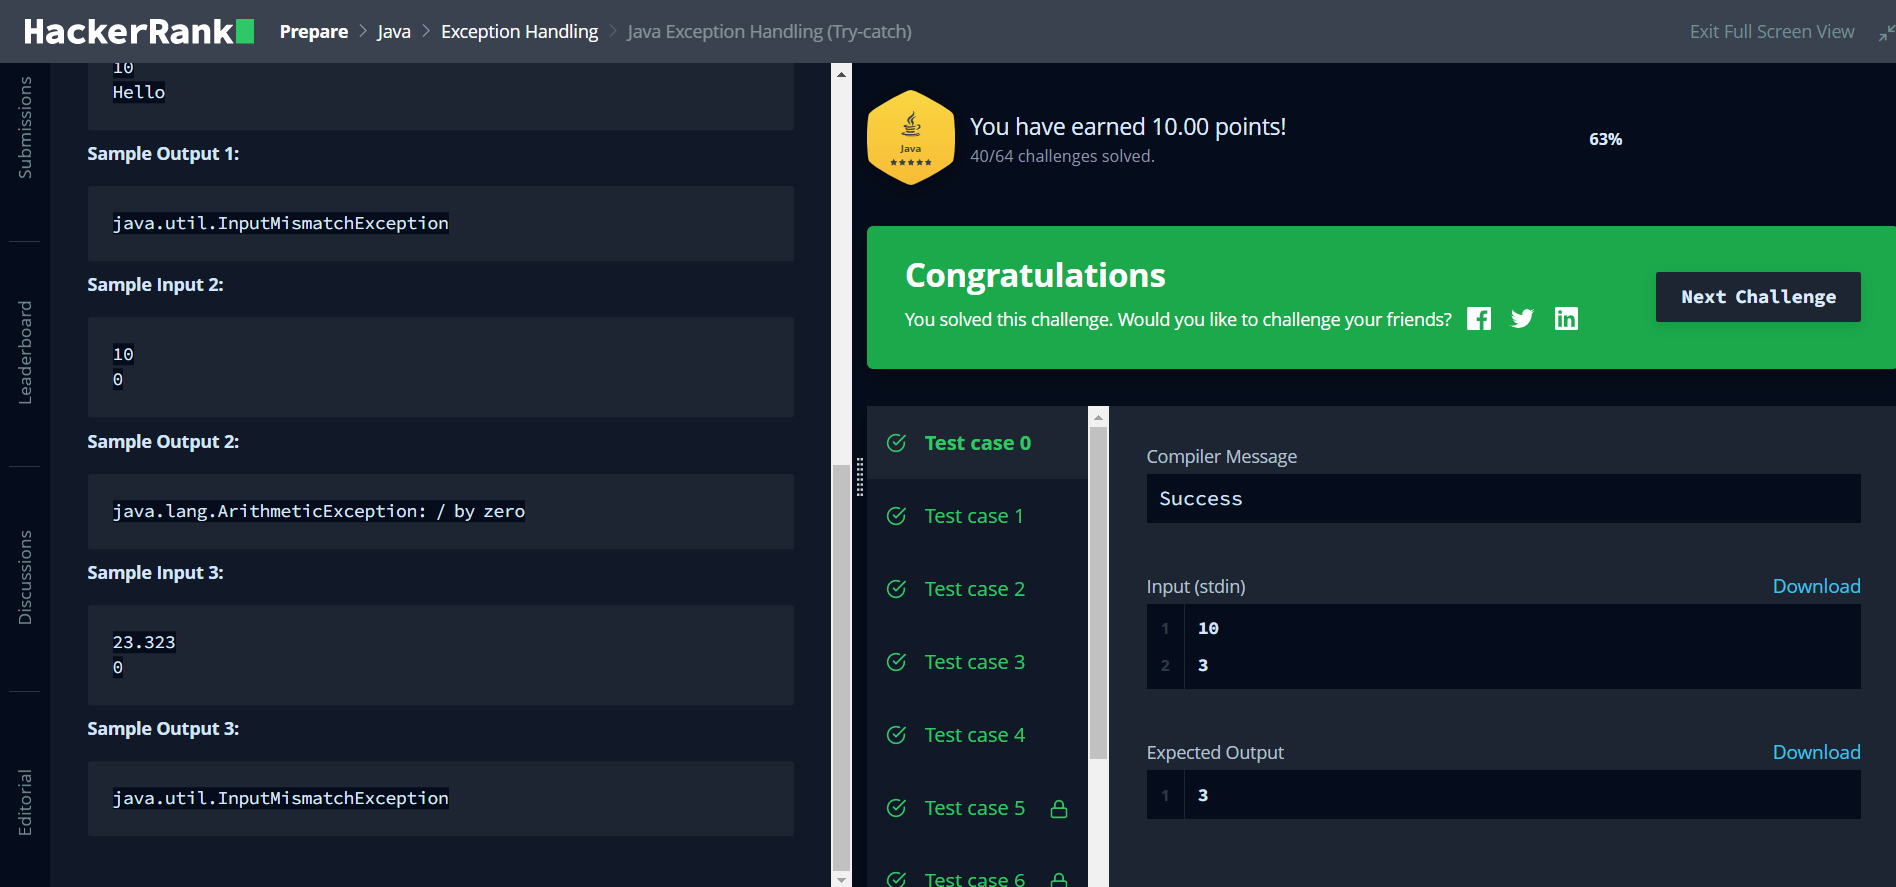 HackerRank
Prepare > Java > Exception Handling > Java Exception Handling (Try-catch)
Exit Full Screen View
Submissions
Leaderboard
Discussions
Editorial
10
Hello
Sample Output 1:
java.util.InputMismatchException
Sample Input 2:
10
0
Sample Output 2:
java.lang.ArithmeticException: / by zero
Sample Input 3:
23.323
0
Sample Output 3:
java.util.InputMismatchException
Java
You have earned 10.00 points!
40/64 challenges solved.
63%
Congratulations
You solved this challenge. Would you like to challenge your friends?
Next Challenge
Test case 0
Test case 1
Test case 2
Test case 3
Test case 4
Test case 5
Test case 6
Compiler Message
Success
Input (stdin)
Download
1 10
2 3
Expected Output
Download
1 3